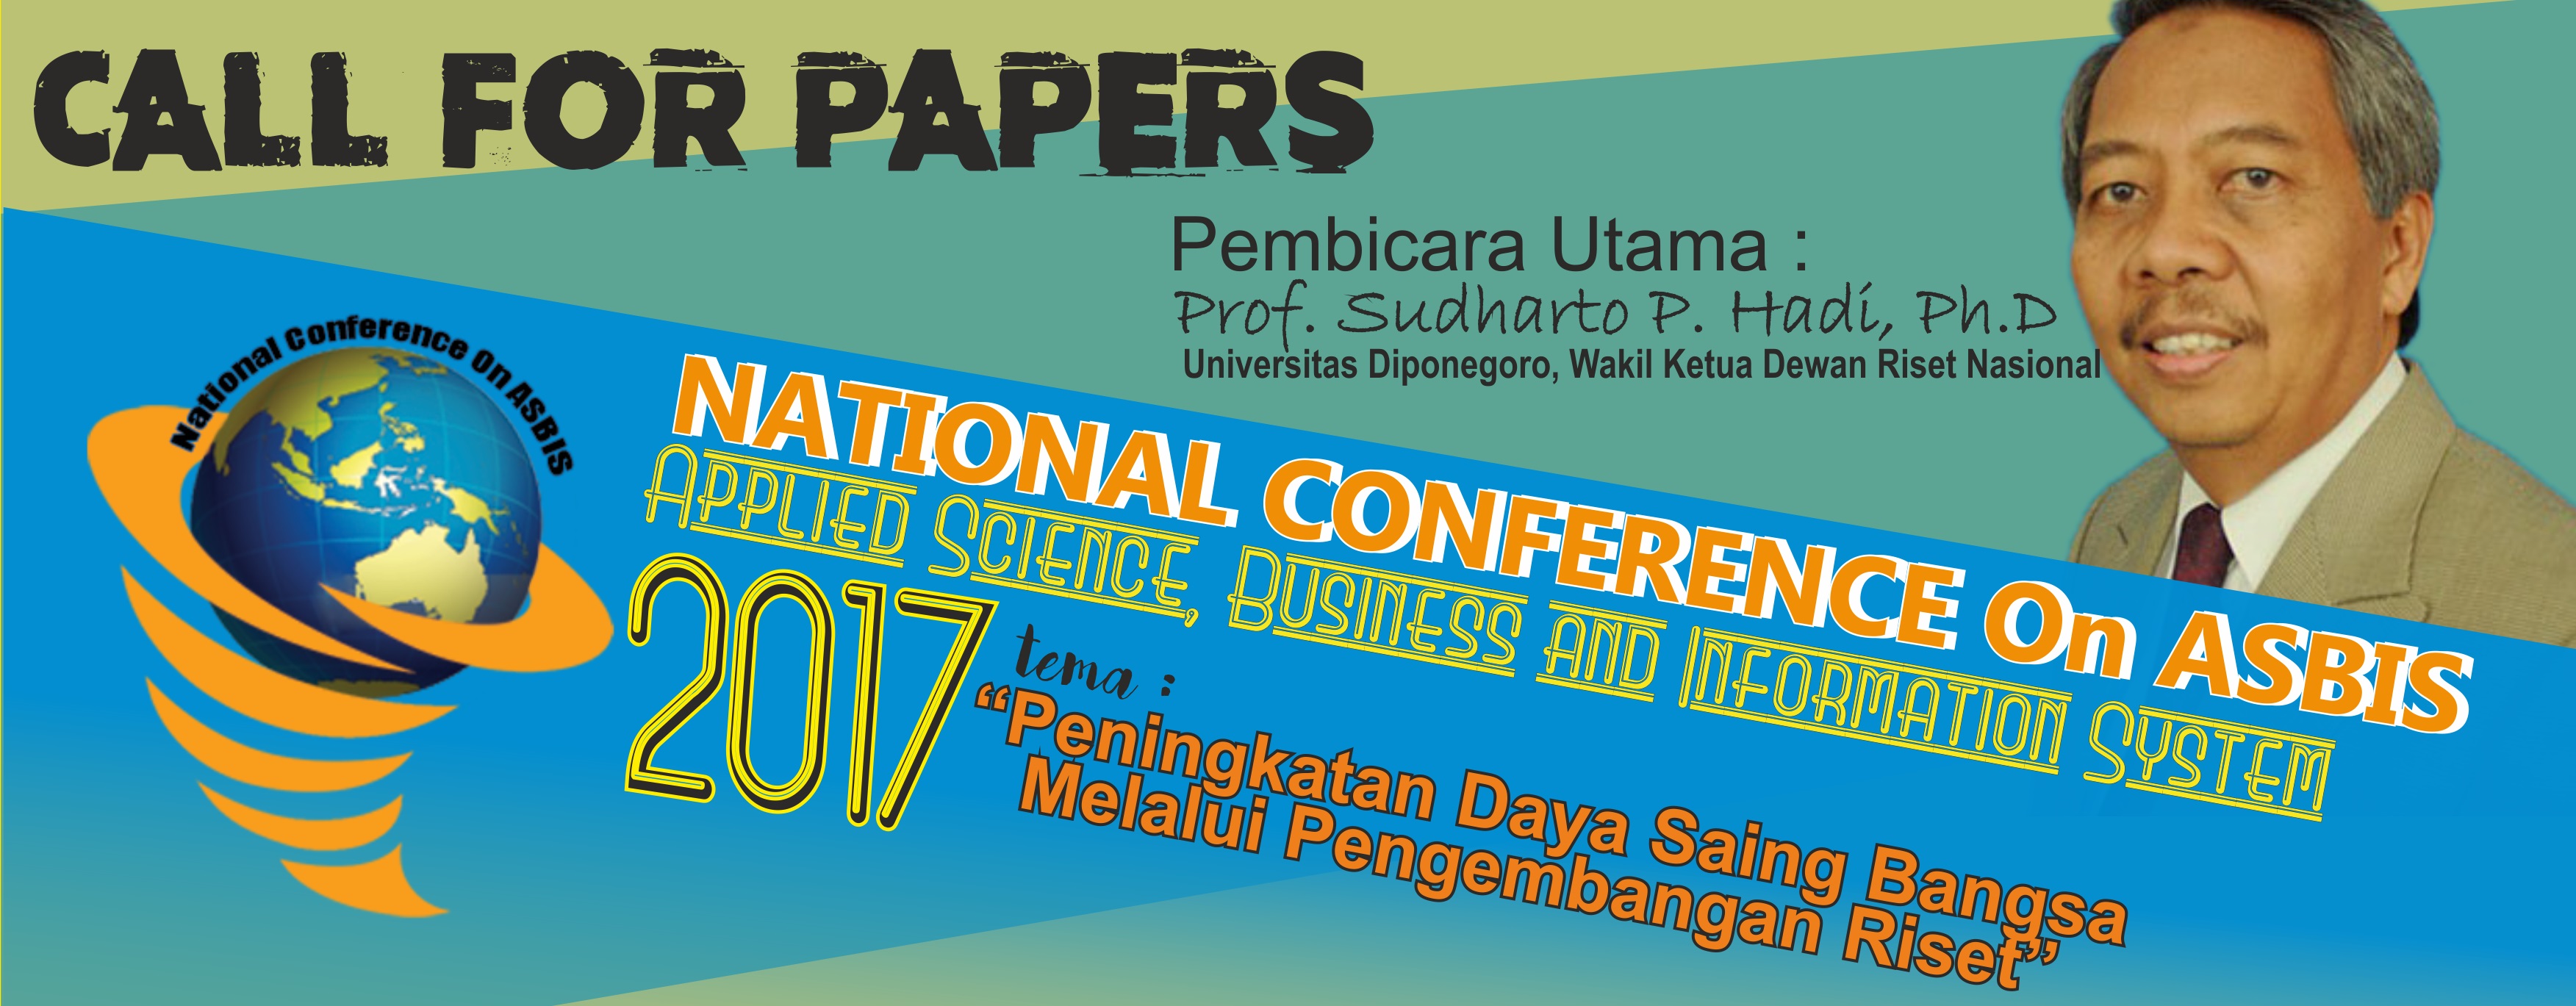 CALL FOR PAPERS
Pembicara Utama :
Prof. Sudharto P. Hadi, Ph.D
Universitas Diponegoro, Wakil Ketua Dewan Riset Nasional
National Conference On ASBIS
NATIONAL CONFERENCE On ASBIS
APPLIED SCIENCE, BUSINESS AND INFORMATION SYSTEM
2017
tema :
“Peningkatan Daya Saing Bangsa
Melalui Pengembangan Riset”